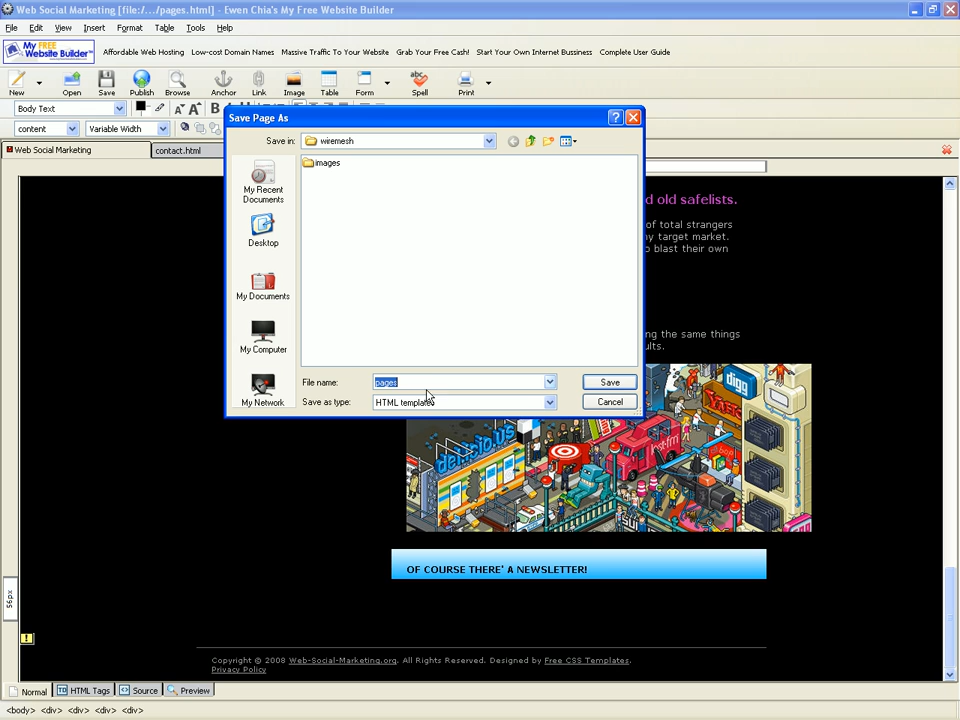 Web Social Marketing [file:/.../pages.html] - Ewen Chia's My Free Website Builder
File Edit View Insert Format Table Tools Help
My FREE Website Builder Affordable Web Hosting Low-cost Domain Names Massive Traffic To Your Website Grab Your Free Cash! Start Your Own Internet Bussiness Complete User Guide
New Open Save Publish Browse Anchor Link Image Table Form Spell Print
abc
Body Text
content Variable Width
Web Social Marketing contact.html
Save Page As
Save in: wiremesh
images
My Recent
Documents
Desktop
My Documents
My Computer
My Network
File name: pages Save
Save as type: HTML templates Cancel
d old safelists.
of total strangers
y target market.
o blast their own
ng the same things
ults.
digg
del.icio.us
last.fm
OF COURSE THERE' A NEWSLETTER!
56px
Copyright © 2008 Web-Social-Marketing.org. All Rights Reserved. Designed by Free CSS Templates.
Privacy Policy
Normal HTML Tags Source Preview
<body> <div> <div> <div> <div>